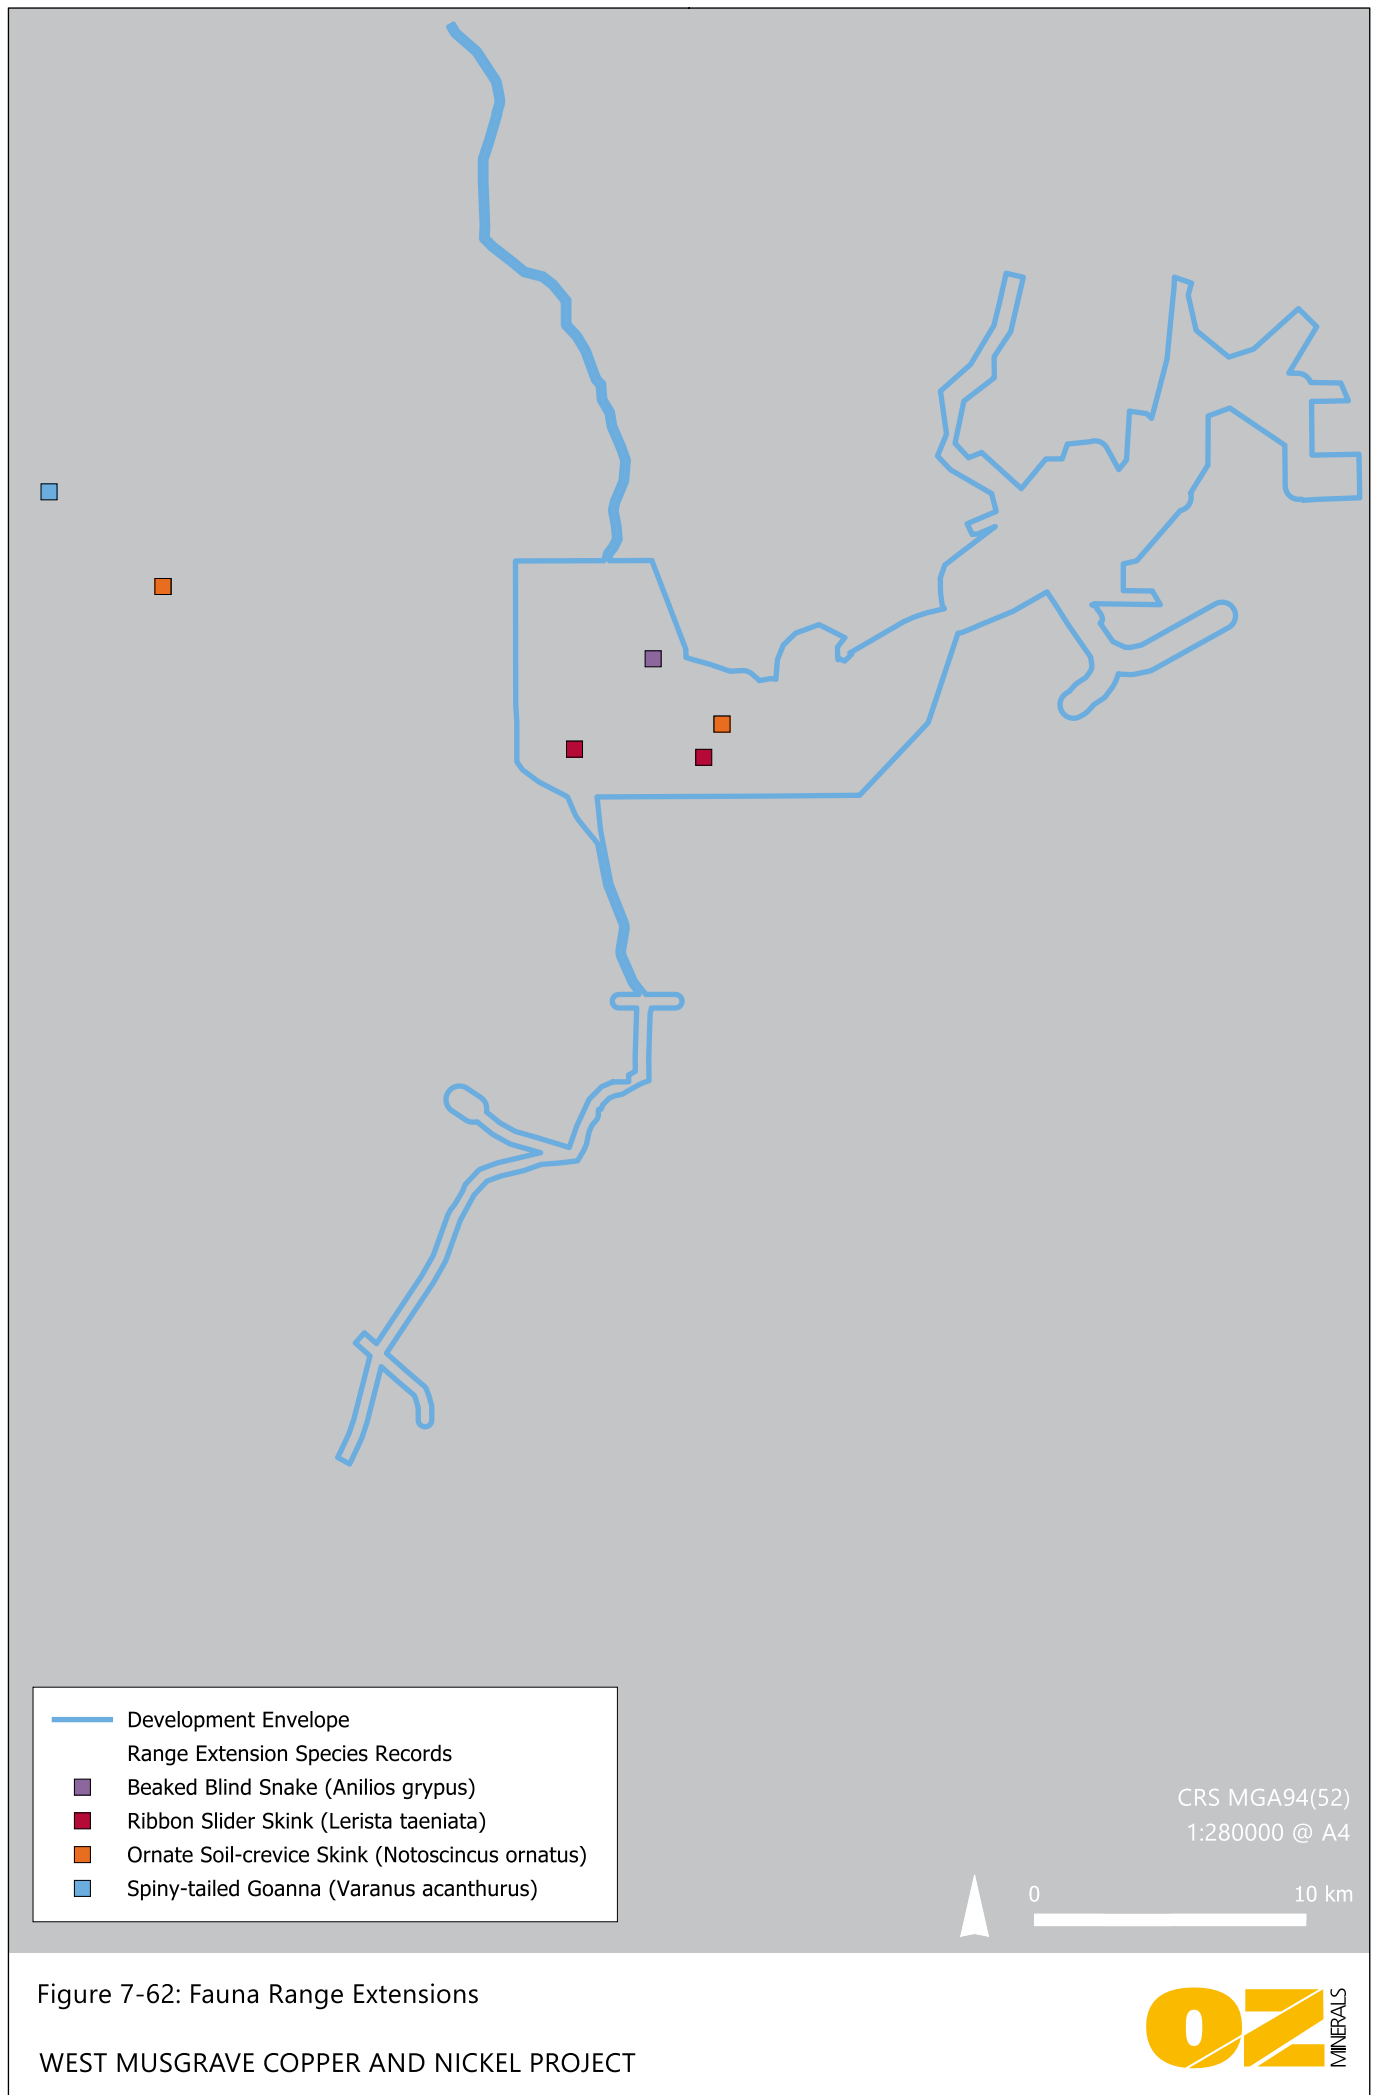 Development Envelope
Range Extension Species Records
Beaked Blind Snake (Anilios grypus)
Ribbon Slider Skink (Lerista taeniata)
Ornate Soil-crevice Skink (Notoscincus ornatus)
Spiny-tailed Goanna (Varanus acanthurus)
CRS MGA94(52)
1:280000 @ A4
0 10 km
Figure 7-62: Fauna Range Extensions
WEST MUSGRAVE COPPER AND NICKEL PROJECT
OZ
MINERALS